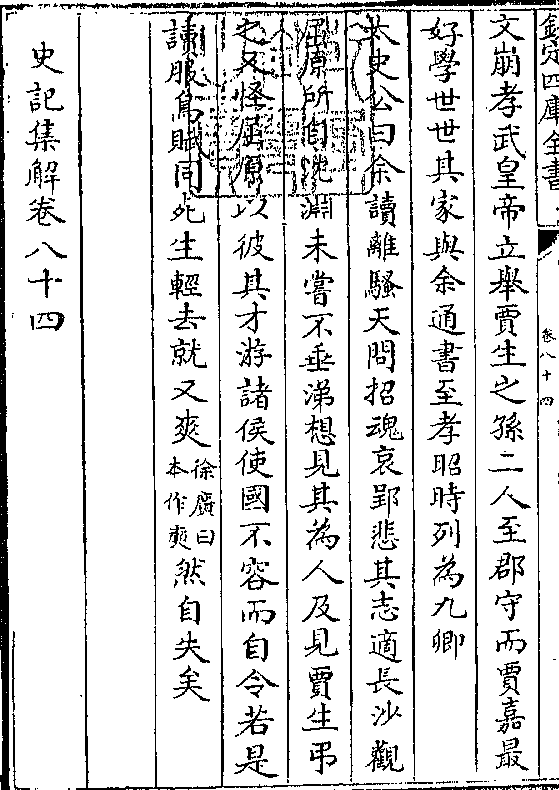 欽定四庫全書
卷八十四
文崩孝武皇帝立舉賈生之孫二人至郡守而賈嘉最
好學世世其家與余通書至孝昭時列為九卿
太史公曰余讀離騷天問招魂哀郢悲其志適長沙觀
屈原所自沈淵未嘗不垂涕想見其為人及見賈生弔
之又怪屈原以彼其才游諸侯使國不容而自令若是
讀服鳥賦同死生輕去就又爽徐廣曰本作奭然自失矣
史記集解卷八十四